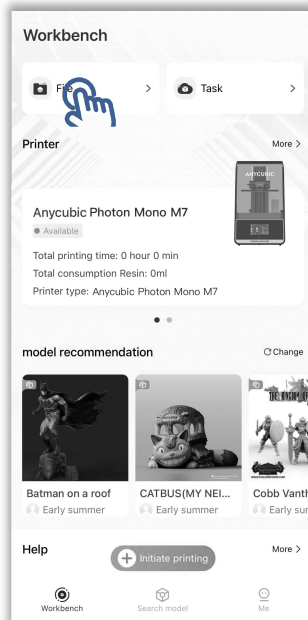 Workbench
File
Task
Printer
More
ANYCUBIC
Anycubic Photon Mono M7
Available
Total printing time: 0 hour 0 min
Total consumption Resin: 0ml
Printer type: Anycubic Photon Mono M7
model recommendation
Change
Batman on a roof
CATBUS(MY NEI...
Cobb Vanth
Early summer
Early summer
Early sum
Help
More
Initiate printing
Workbench
Search model
Me